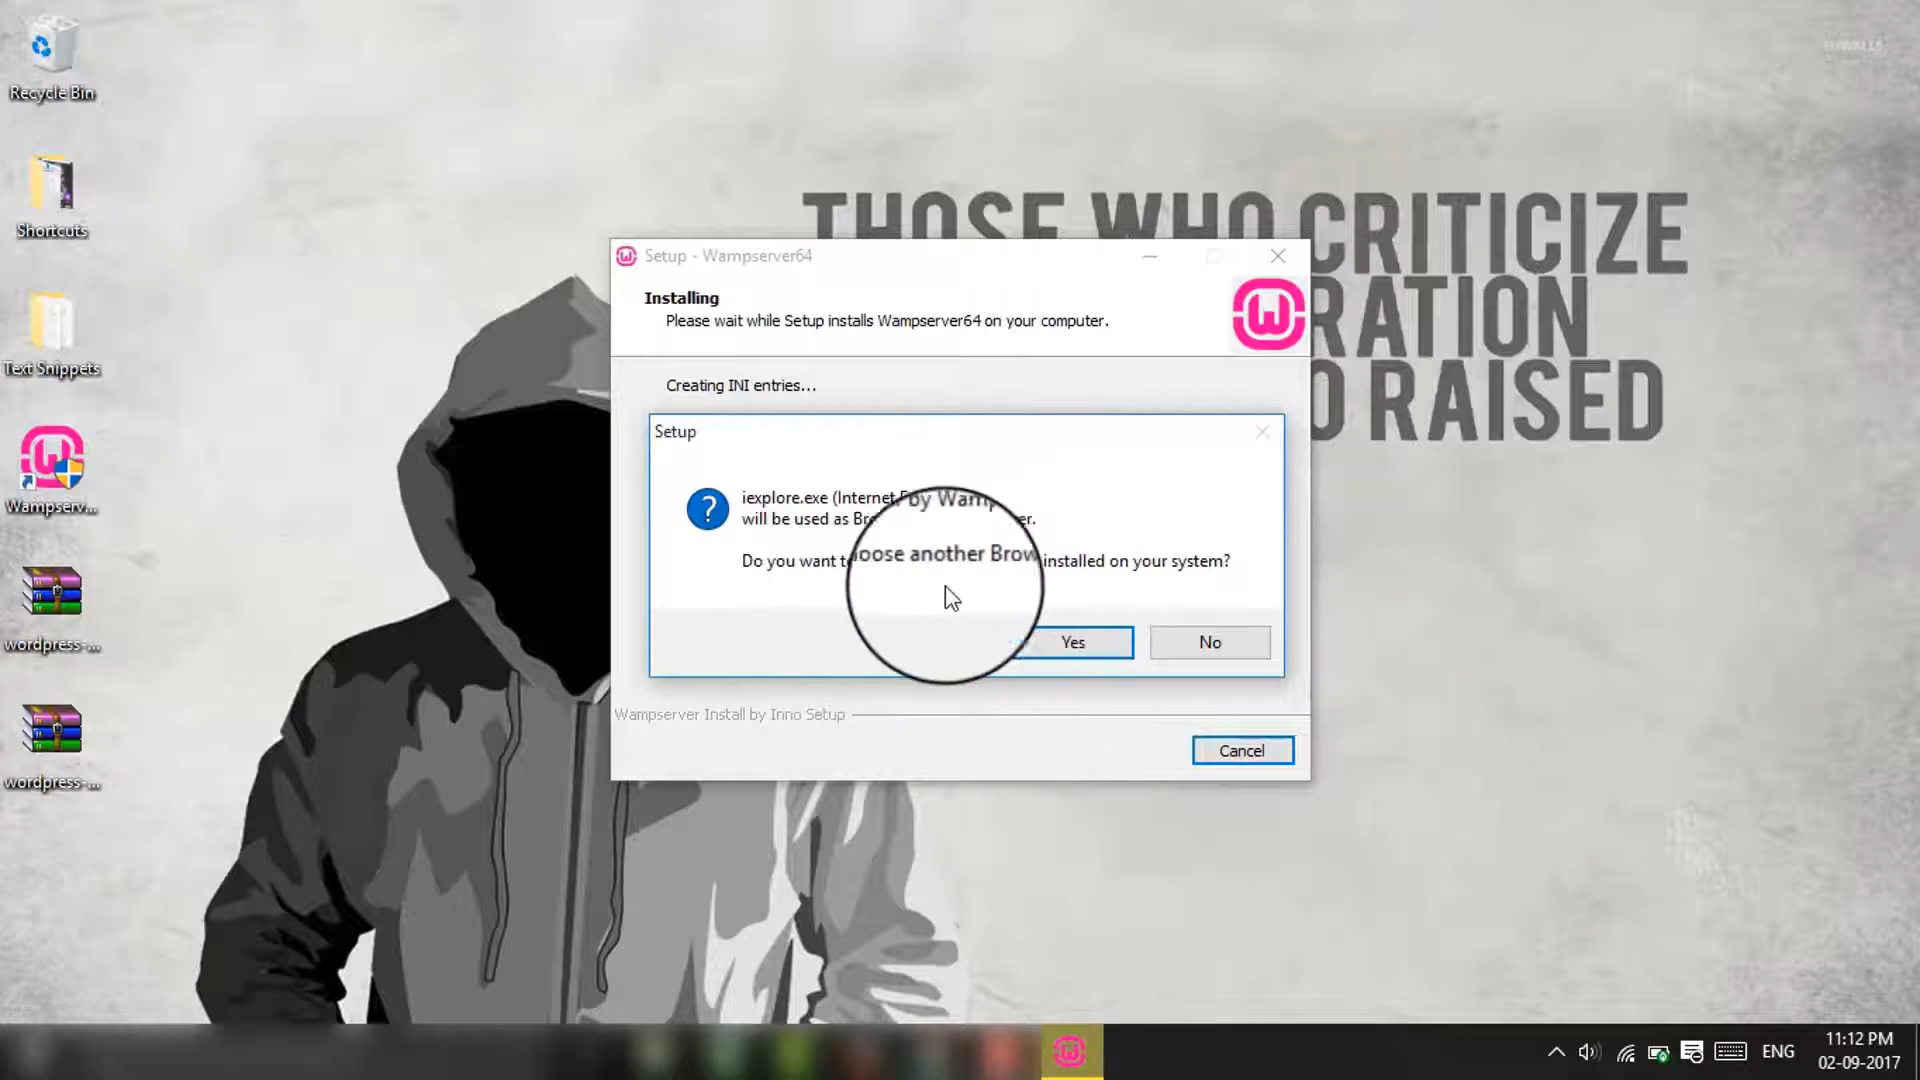 Recycle Bin
Shortcuts
Text Snippets
Wampserv...
wordpress-...
wordpress-...
THOSE WHO CRITICIZE
RATION
O RAISED
Setup - Wampserver64
Installing
Please wait while Setup installs Wampserver64 on your computer.
Creating INI entries...
Setup
iexplore.exe (Internet by Wamp
will be used as Br er.
Do you want t oose another Brow installed on your system?
Yes
No
Wampserver Install by Inno Setup
Cancel
ENG
11:12 PM
02-09-2017